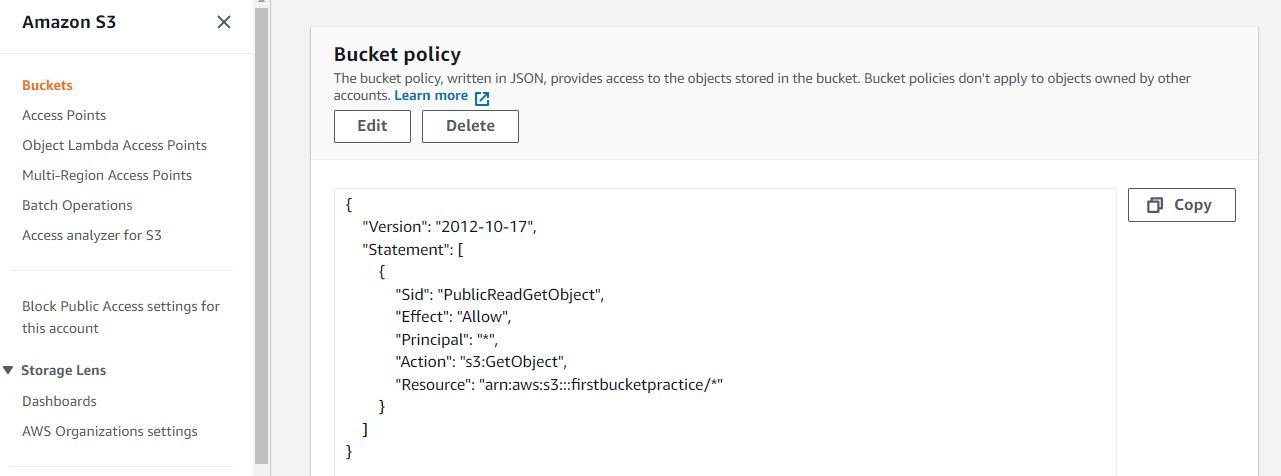 Amazon S3
Buckets
Access Points
Object Lambda Access Points
Multi-Region Access Points
Batch Operations
Access analyzer for S3
Block Public Access settings for
this account
Storage Lens
Dashboards
AWS Organizations settings
Bucket policy
The bucket policy, written in JSON, provides access to the objects stored in the bucket. Bucket policies don't apply to objects owned by other
accounts. Learn more
Edit
Delete
Copy
{
"Version": "2012-10-17",
"Statement": [
{
"Sid": "PublicReadGetObject",
"Effect": "Allow",
"Principal": "*",
"Action": "s3:GetObject",
"Resource": "arn:aws:s3:::firstbucketpractice/*"
}
]
}